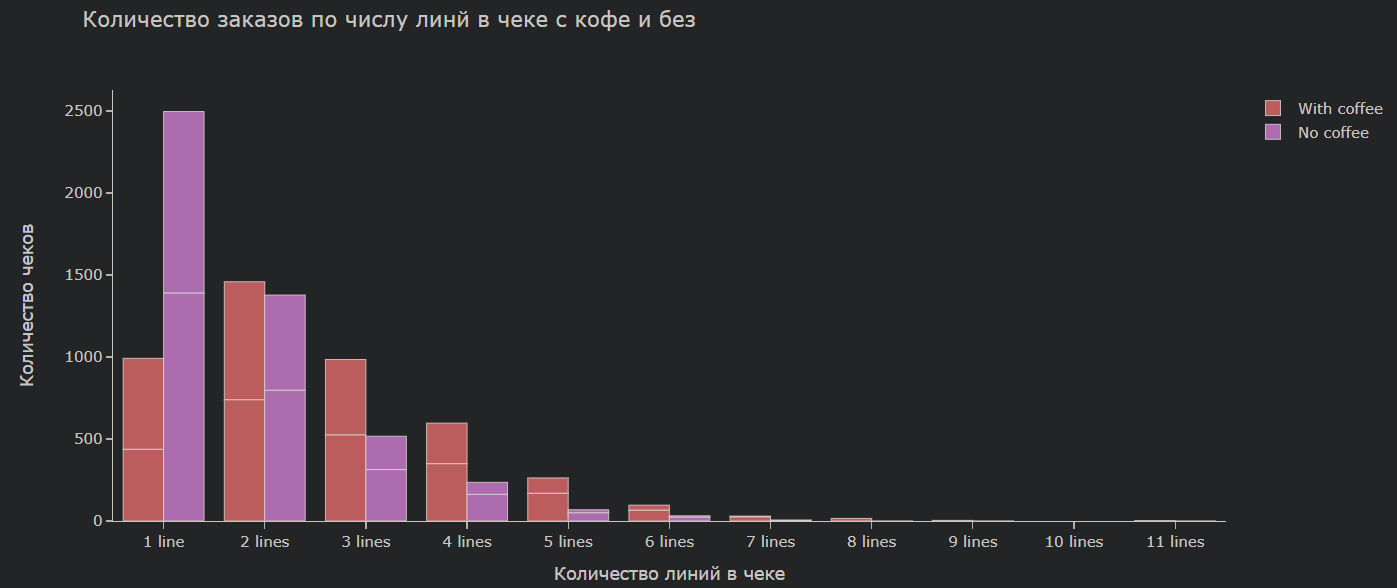 Количество заказов по числу линй в чеке с кофе и без
With coffee
No coffee
Количество чеков
2500
2000
1500
1000
500
0
1 line
2 lines
3 lines
4 lines
5 lines
6 lines
7 lines
8 lines
9 lines
10 lines
11 lines
Количество линий в чеке